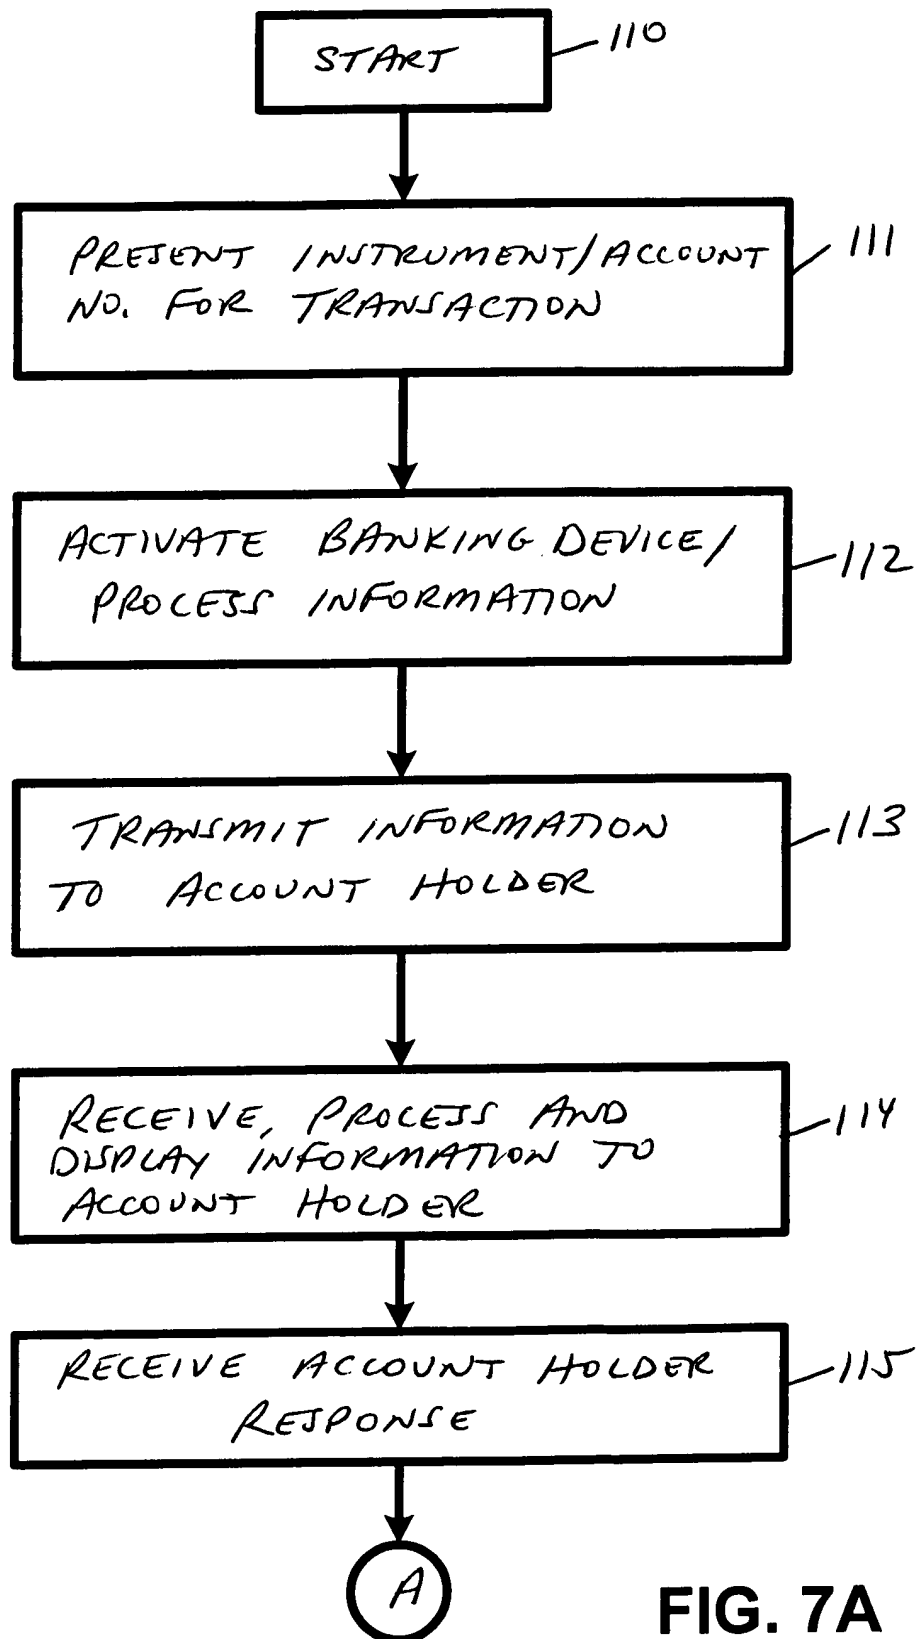 START
110
PRESENT INSTRUMENT/ACCOUNT
NO. FOR TRANSACTION
111
ACTIVATE BANKING DEVICE/
PROCESS INFORMATION
112
TRANSMIT INFORMATION
TO ACCOUNT HOLDER
113
RECEIVE, PROCESS AND
DISPLAY INFORMATION TO
ACCOUNT HOLDER
114
RECEIVE ACCOUNT HOLDER
RESPONSE
115
A
FIG. 7A